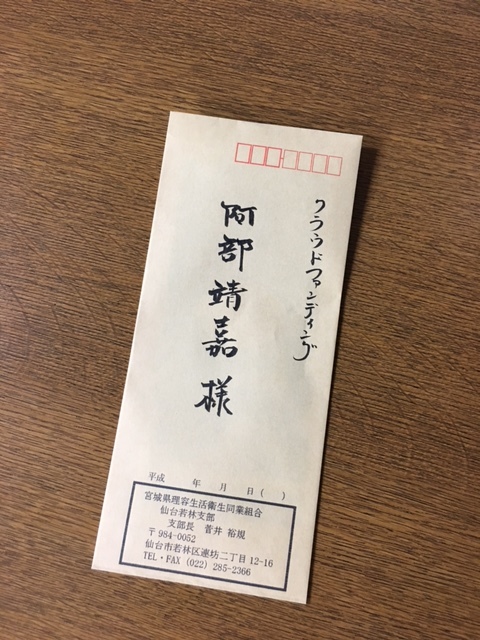 クラウドファンディング
阿部靖嘉様
平成　　年　　月　　日（　）
宮城県理容生活衛生同業組合
仙台若林支部
支部長　菅井 裕規
〒984-0052
仙台市若林区連坊二丁目12-16
TEL・FAX (022) 285-2366